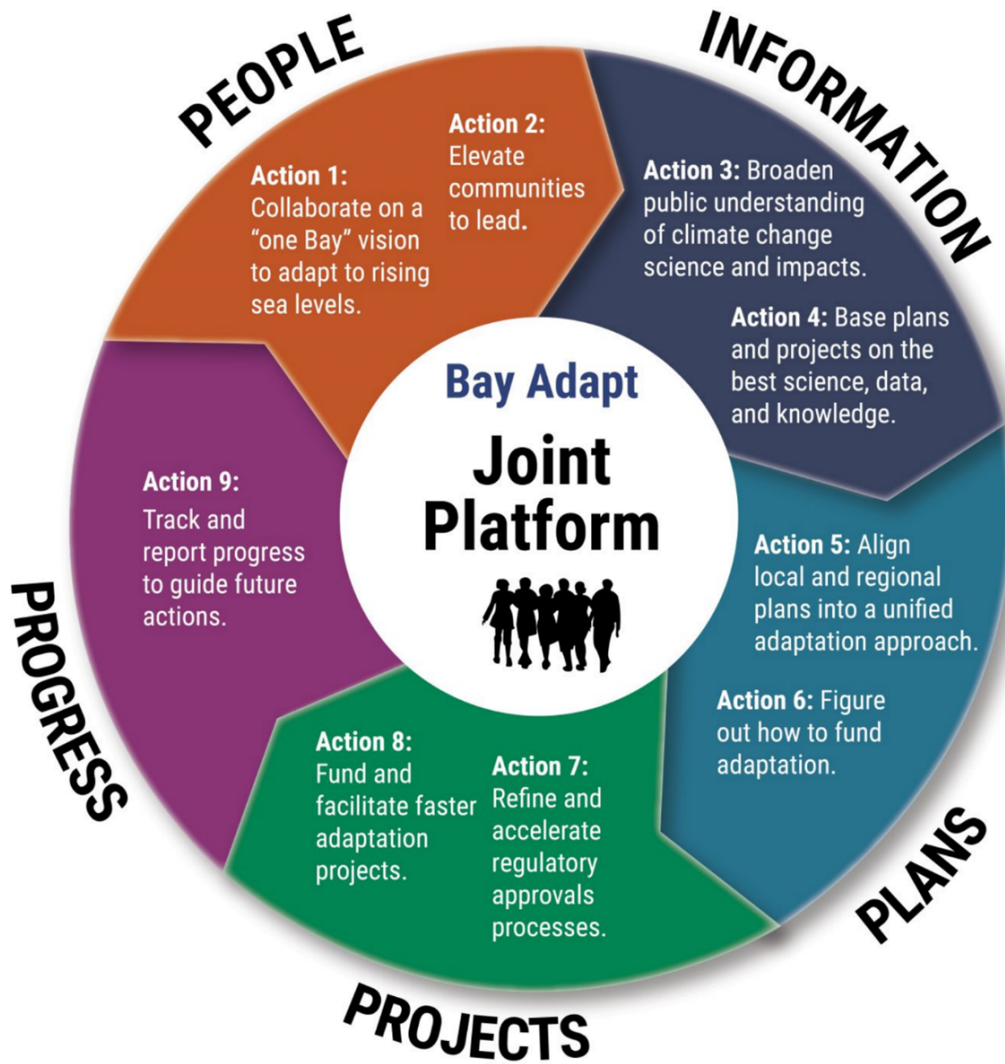 PEOPLE
Action 1:
Collaborate on a
“one Bay” vision
to adapt to rising
sea levels.
Action 2:
Elevate
communities
to lead.
INFORMATION
Action 3: Broaden
public understanding
of climate change
science and impacts.
Action 4: Base plans
and projects on the
best science, data,
and knowledge.
PLANS
Action 5: Align
local and regional
plans into a unified
adaptation approach.
Action 6: Figure
out how to fund
adaptation.
PROJECTS
Action 7:
Refine and
accelerate
regulatory
approvals
processes.
Action 8:
Fund and
facilitate faster
adaptation
projects.
PROGRESS
Action 9:
Track and
report progress
to guide future
actions.
Bay Adapt
Joint
Platform